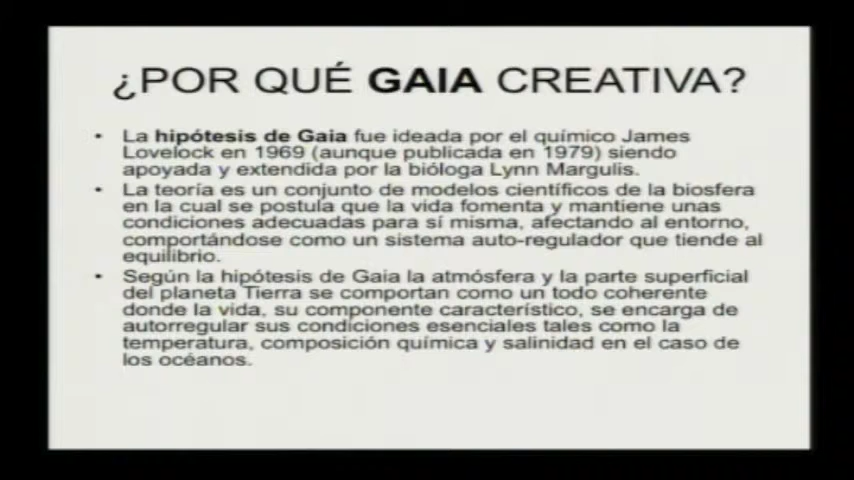 ¿POR QUÉ GAIA CREATIVA?
• La hipótesis de Gaia fue ideada por el químico James
Lovelock en 1969 (aunque publicada en 1979) siendo
apoyada y extendida por la bióloga Lynn Margulis.
• La teoría es un conjunto de modelos científicos de la biosfera
en la cual se postula que la vida fomenta y mantiene unas
condiciones adecuadas para sí misma, afectando al entorno,
comportándose como un sistema auto-regulador que tiende al
equilibrio.
• Según la hipótesis de Gaia la atmósfera y la parte superficial
del planeta Tierra se comportan como un todo coherente
donde la vida, su componente característico, se encarga de
autorregular sus condiciones esenciales tales como la
temperatura, composición química y salinidad en el caso de
los océanos.